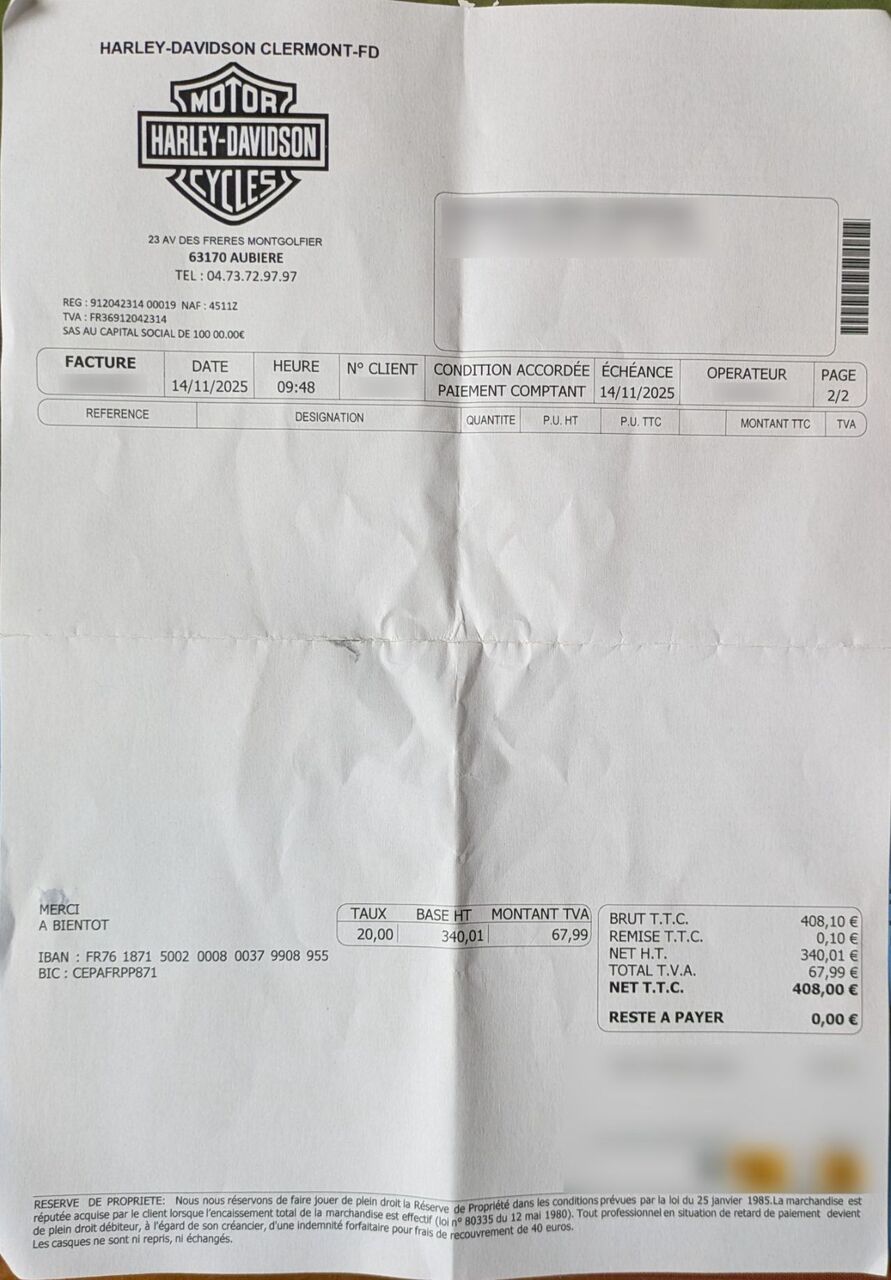 HARLEY-DAVIDSON CLERMONT-FD
MOTOR
HARLEY-DAVIDSON
CYCLES
23 AV DES FRERES MONTGOLFIER
63170 AUBIERE
TEL : 04.73.72.97.97
REG : 912042314 00019 NAF : 4511Z
TVA : FR36912042314
SAS AU CAPITAL SOCIAL DE 100 00.00€
FACTURE DATE HEURE N° CLIENT CONDITION ACCORDÉE ÉCHÉANCE OPERATEUR PAGE
14/11/2025 09:48 PAIEMENT COMPTANT 14/11/2025 2/2
REFERENCE DESIGNATION QUANTITE P.U. HT P.U. TTC MONTANT TTC TVA
MERCI
A BIENTOT
IBAN : FR76 1871 5002 0008 0037 9908 955
BIC : CEPAFRPP871
TAUX BASE HT MONTANT TVA
20,00 340,01 67,99
BRUT T.T.C. 408,10 €
REMISE T.T.C. 0,10 €
NET H.T. 340,01 €
TOTAL T.V.A. 67,99 €
NET T.T.C. 408,00 €
RESTE A PAYER 0,00 €
RESERVE DE PROPRIETE: Nous nous réservons de faire jouer de plein droit la Réserve de Propriété dans les conditions prévues par la loi du 25 janvier 1985.La marchandise est
réputée acquise par le client lorsque l'encaissement total de la marchandise est effectif (loi n° 80335 du 12 mai 1980). Tout professionnel en situation de retard de paiement devient
de plein droit débiteur, à l'égard de son créancier, d'une indemnité forfaitaire pour frais de recouvrement de 40 euros.
Les casques ne sont ni repris, ni échangés.